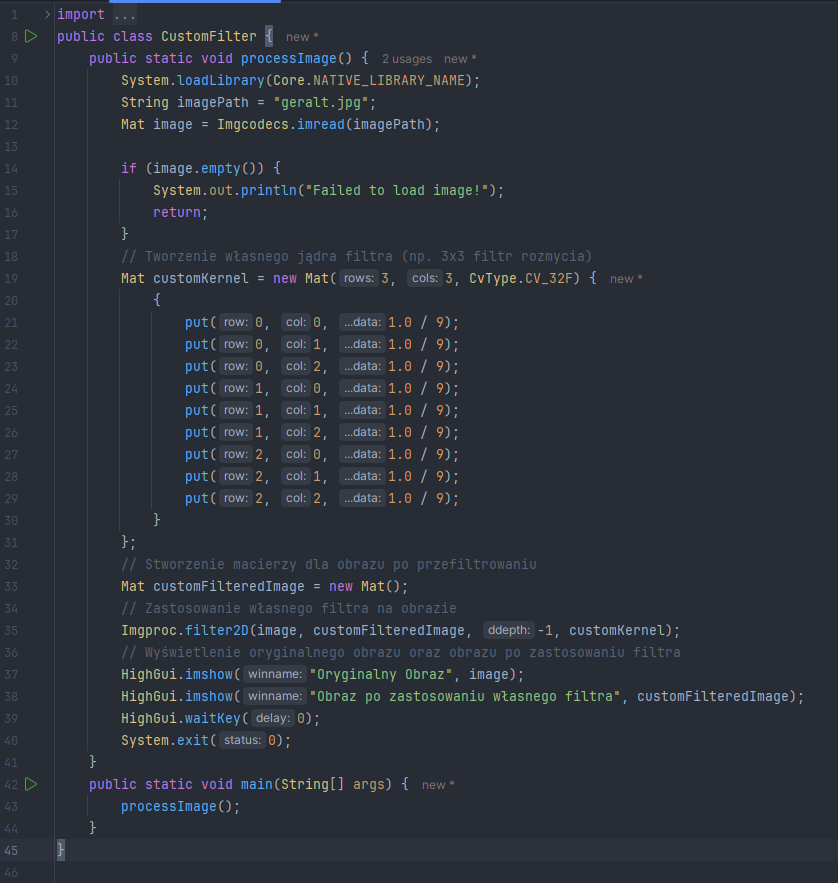 1 import ...
8 public class CustomFilter { new *
9 public static void processImage() { 2 usages new *
10 System.loadLibrary(Core.NATIVE_LIBRARY_NAME);
11 String imagePath = "geralt.jpg";
12 Mat image = Imgcodecs.imread(imagePath);
13
14 if (image.empty()) {
15 System.out.println("Failed to load image!");
16 return;
17 }
18 // Tworzenie własnego jądra filtra (np. 3x3 filtr rozmycia)
19 Mat customKernel = new Mat( rows: 3, cols: 3, CvType.CV_32F) { new *
20 {
21 put( row: 0, col: 0, ...data: 1.0 / 9);
22 put( row: 0, col: 1, ...data: 1.0 / 9);
23 put( row: 0, col: 2, ...data: 1.0 / 9);
24 put( row: 1, col: 0, ...data: 1.0 / 9);
25 put( row: 1, col: 1, ...data: 1.0 / 9);
26 put( row: 1, col: 2, ...data: 1.0 / 9);
27 put( row: 2, col: 0, ...data: 1.0 / 9);
28 put( row: 2, col: 1, ...data: 1.0 / 9);
29 put( row: 2, col: 2, ...data: 1.0 / 9);
30 }
31 };
32 // Stworzenie macierzy dla obrazu po przefiltrowaniu
33 Mat customFilteredImage = new Mat();
34 // Zastosowanie własnego filtra na obrazie
35 Imgproc.filter2D(image, customFilteredImage, ddepth: -1, customKernel);
36 // Wyświetlenie oryginalnego obrazu oraz obrazu po zastosowaniu filtra
37 HighGui.imshow( winname: "Oryginalny Obraz", image);
38 HighGui.imshow( winname: "Obraz po zastosowaniu własnego filtra", customFilteredImage);
39 HighGui.waitKey( delay: 0);
40 System.exit( status: 0);
41 }
42 public static void main(String[] args) { new *
43 processImage();
44 }
45 }
46